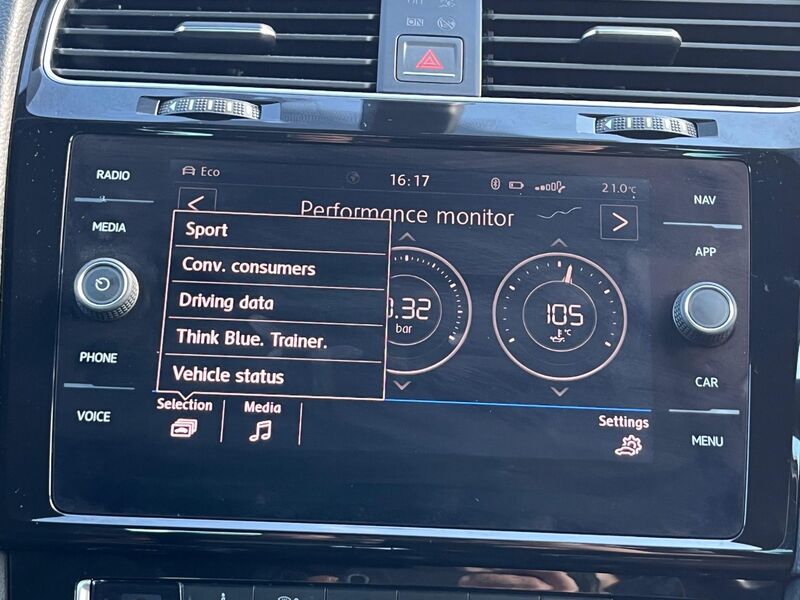 ON
RADIO
MEDIA
PHONE
VOICE
Eco
16:17
21.0°C
Performance monitor
<
>
Sport
Conv. consumers
Driving data
Think Blue. Trainer.
Vehicle status
0.32
bar
105
°C
Selection
Media
Settings
NAV
APP
CAR
MENU